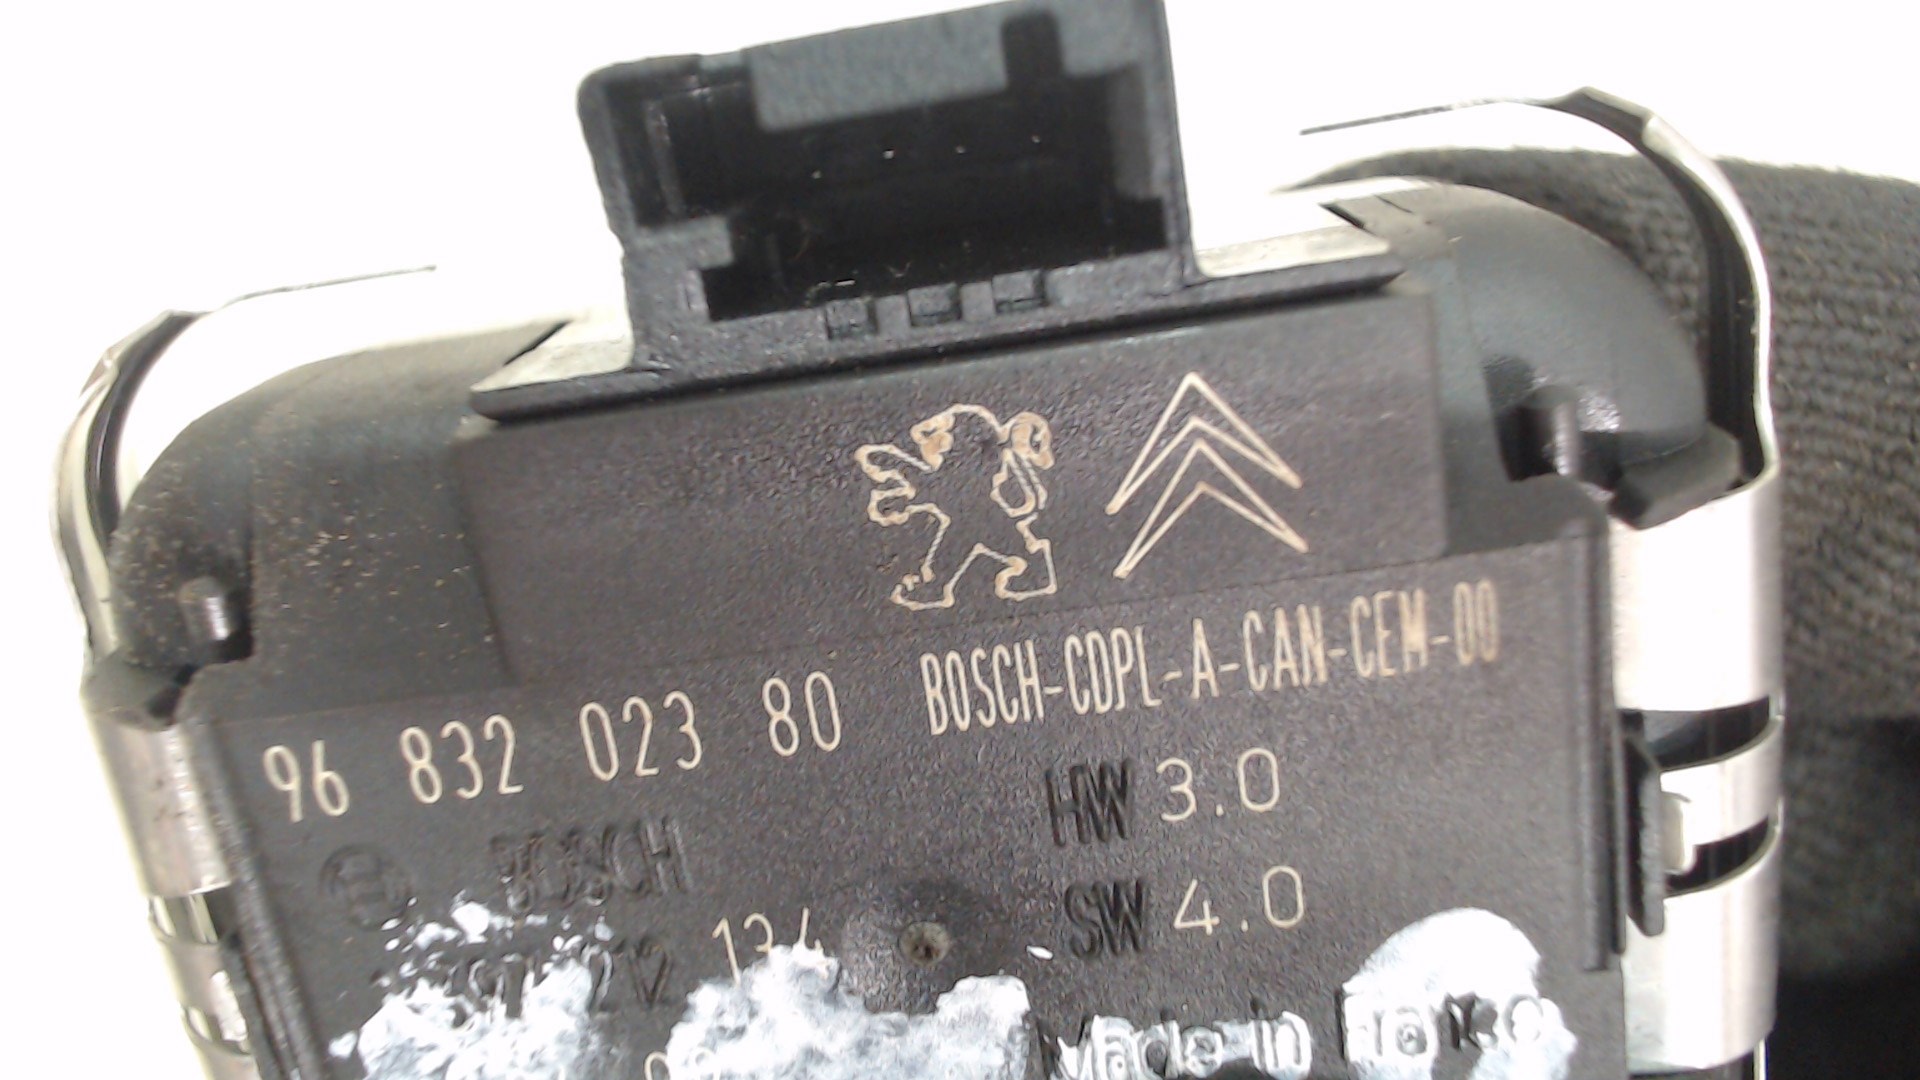 96 832 023 80 BOSCH-CDPL-A-CAN-CEM-00
HW 3.0
BOSCH
SW 4.0
Made in France